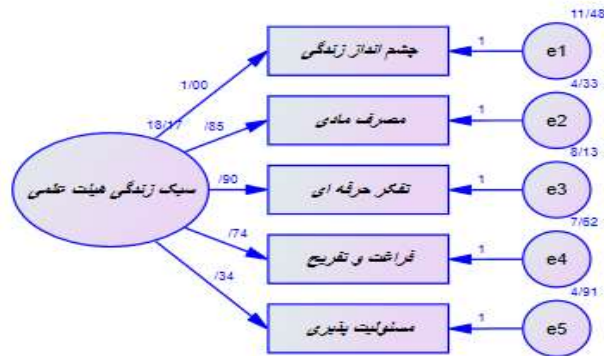 11/48
چشم انداز زندگی
1
e1
1/00
4/33
18/17
/85
مصرف مادی
1
e2
8/13
سبک زندگی هیئت علمی
/90
تفکر حرفه ای
1
e3
7/62
/74
فراغت و تفریح
1
e4
4/91
/34
مسئولیت پذیری
1
e5